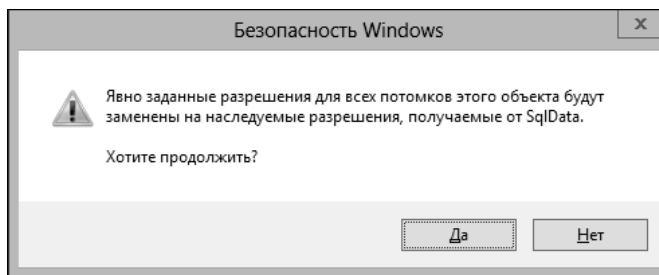 Безопасность Windows
x
Явно заданные разрешения для всех потомков этого объекта будут
заменены на наследуемые разрешения, получаемые от SqlData.
Хотите продолжить?
Да
Нет